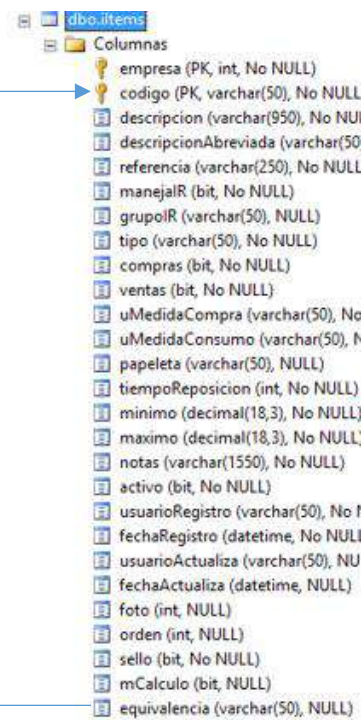 dbo.iItems
Columnas
empresa (PK, int, No NULL)
codigo (PK, varchar(50), No NULL
descripcion (varchar(950), No NUL
descripcionAbreviada (varchar(50
referencia (varchar(250), No NULL
manejaIR (bit, No NULL)
grupoIR (varchar(50), NULL)
tipo (varchar(50), No NULL)
compras (bit, No NULL)
ventas (bit, No NULL)
uMedidaCompra (varchar(50), No
uMedidaConsumo (varchar(50), N
papeleta (varchar(50), NULL)
tiempoReposicion (int, No NULL)
minimo (decimal(18,3), No NULL)
maximo (decimal(18,3), No NULL)
notas (varchar(1550), No NULL)
activo (bit, No NULL)
usuarioRegistro (varchar(50), No N
fechaRegistro (datetime, No NULL
usuarioActualiza (varchar(50), NU
fechaActualiza (datetime, NULL)
foto (int, NULL)
orden (int, NULL)
sello (bit, No NULL)
mCalculo (bit, NULL)
equivalencia (varchar(50), NULL)